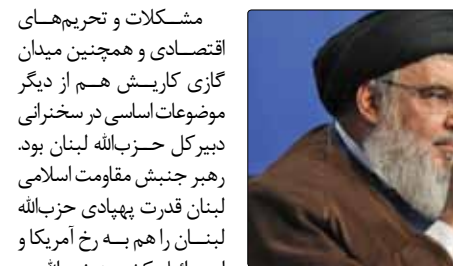 مشکلات و تحریم‌های
اقتصادی و همچنین میدان
گازی کاریش هم از دیگر
موضوعات اساسی در سخنرانی
دبیرکل حزب‌الله لبنان بود.
رهبر جنبش مقاومت اسلامی
لبنان قدرت پهپادی حزب‌الله
لبنان را هم به رخ آمریکا و